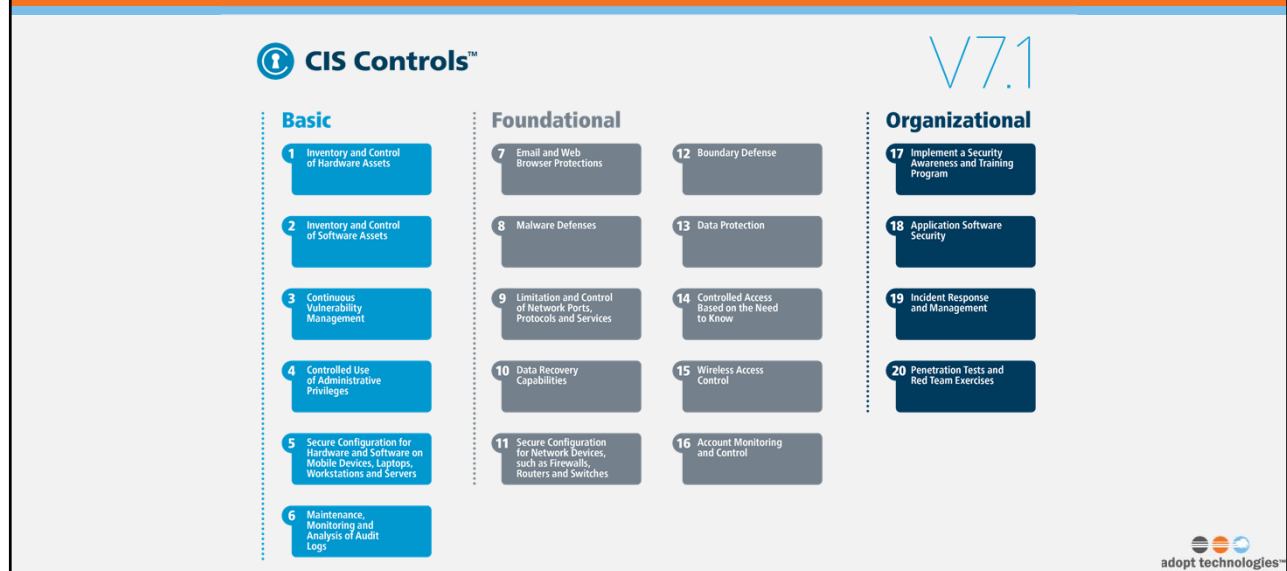 CIS Controls™
V7.1
Basic
1 Inventory and Control
of Hardware Assets
2 Inventory and Control
of Software Assets
3 Continuous
Vulnerability
Management
4 Controlled Use
of Administrative
Privileges
5 Secure Configuration for
Hardware and Software on
Mobile Devices, Laptops,
Workstations and Servers
6 Maintenance,
Monitoring and
Analysis of Audit
Logs
Foundational
7 Email and Web
Browser Protections
8 Malware Defenses
9 Limitation and Control
of Network Ports,
Protocols and Services
10 Data Recovery
Capabilities
11 Secure Configuration
for Network Devices,
such as Firewalls,
Routers and Switches
12 Boundary Defense
13 Data Protection
14 Controlled Access
Based on the Need
to Know
15 Wireless Access
Control
16 Account Monitoring
and Control
Organizational
17 Implement a Security
Awareness and Training
Program
18 Application Software
Security
19 Incident Response
and Management
20 Penetration Tests and
Red Team Exercises
adopt technologies™